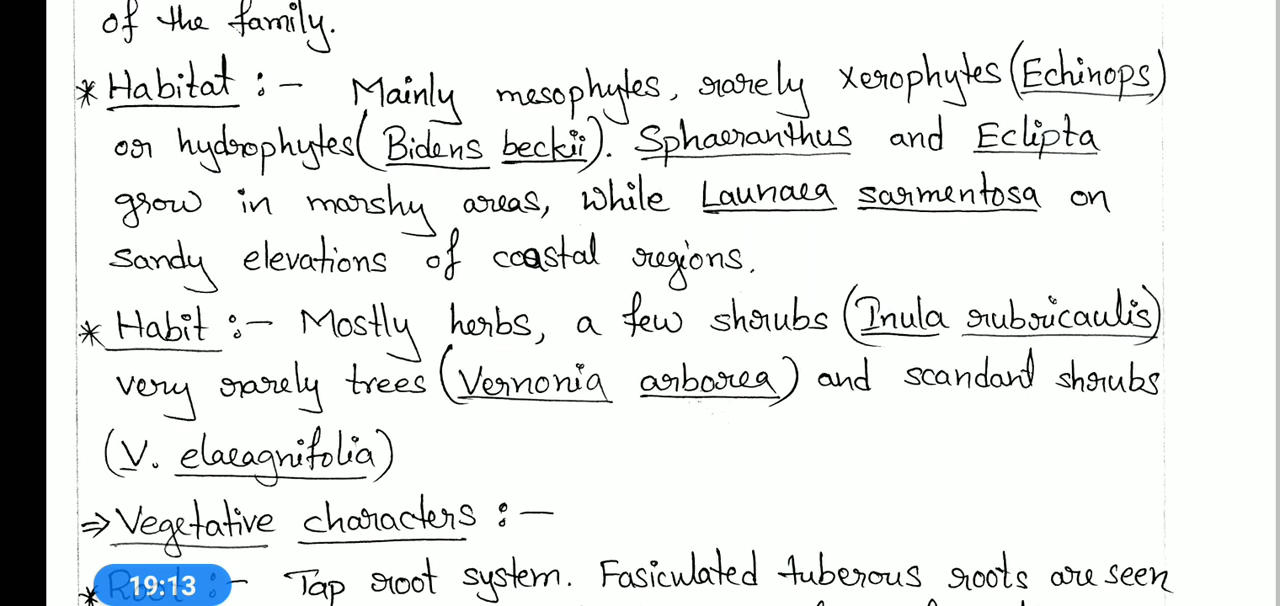 of the family.
* Habitat :- Mainly mesophytes, rarely xerophytes (Echinops)
or hydrophytes (Bidens beckii). Sphaeranthus and Eclipta
grow in marshy areas, while Launaea sarmentosa on
sandy elevations of coastal regions.
* Habit :- Mostly herbs, a few shrubs (Inula rubricaulis)
very rarely trees (Vernonia arborea) and scandant shrubs
(V. elaeagnifolia)
⇒ Vegetative characters :-
* Root :- Tap root system. Fasiculated tuberous roots are seen
19:13